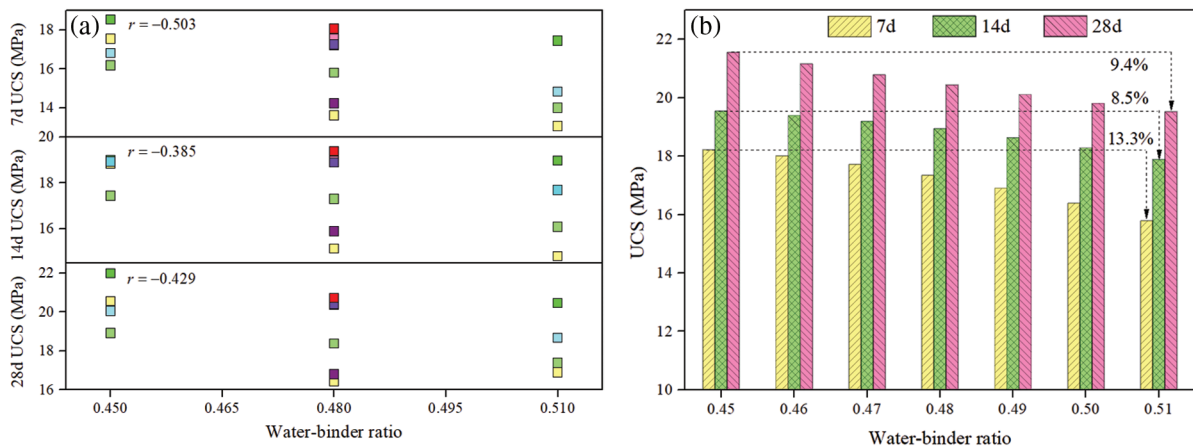 (a)
r = −0.503
7d UCS (MPa)
18
16
14
20
r = −0.385
14d UCS (MPa)
18
16
22
r = −0.429
28d UCS (MPa)
20
18
16
0.450 0.465 0.480 0.495 0.510
Water-binder ratio
(b)
7d 14d 28d
UCS (MPa)
22
20
18
16
14
12
10
9.4%
8.5%
13.3%
0.45 0.46 0.47 0.48 0.49 0.50 0.51
Water-binder ratio